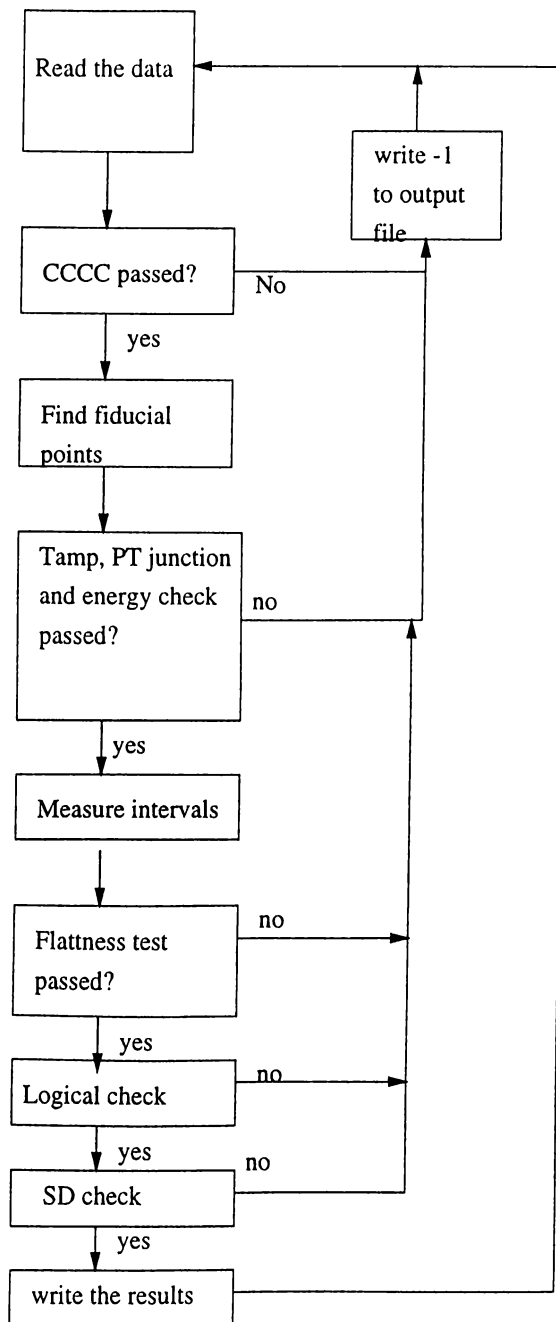 Read the data
write -1
to output
file
CCCC passed?
No
yes
Find fiducial
points
Tamp, PT junction
and energy check
passed?
no
yes
Measure intervals
Flattness test
passed?
no
yes
Logical check
no
yes
SD check
no
yes
write the results